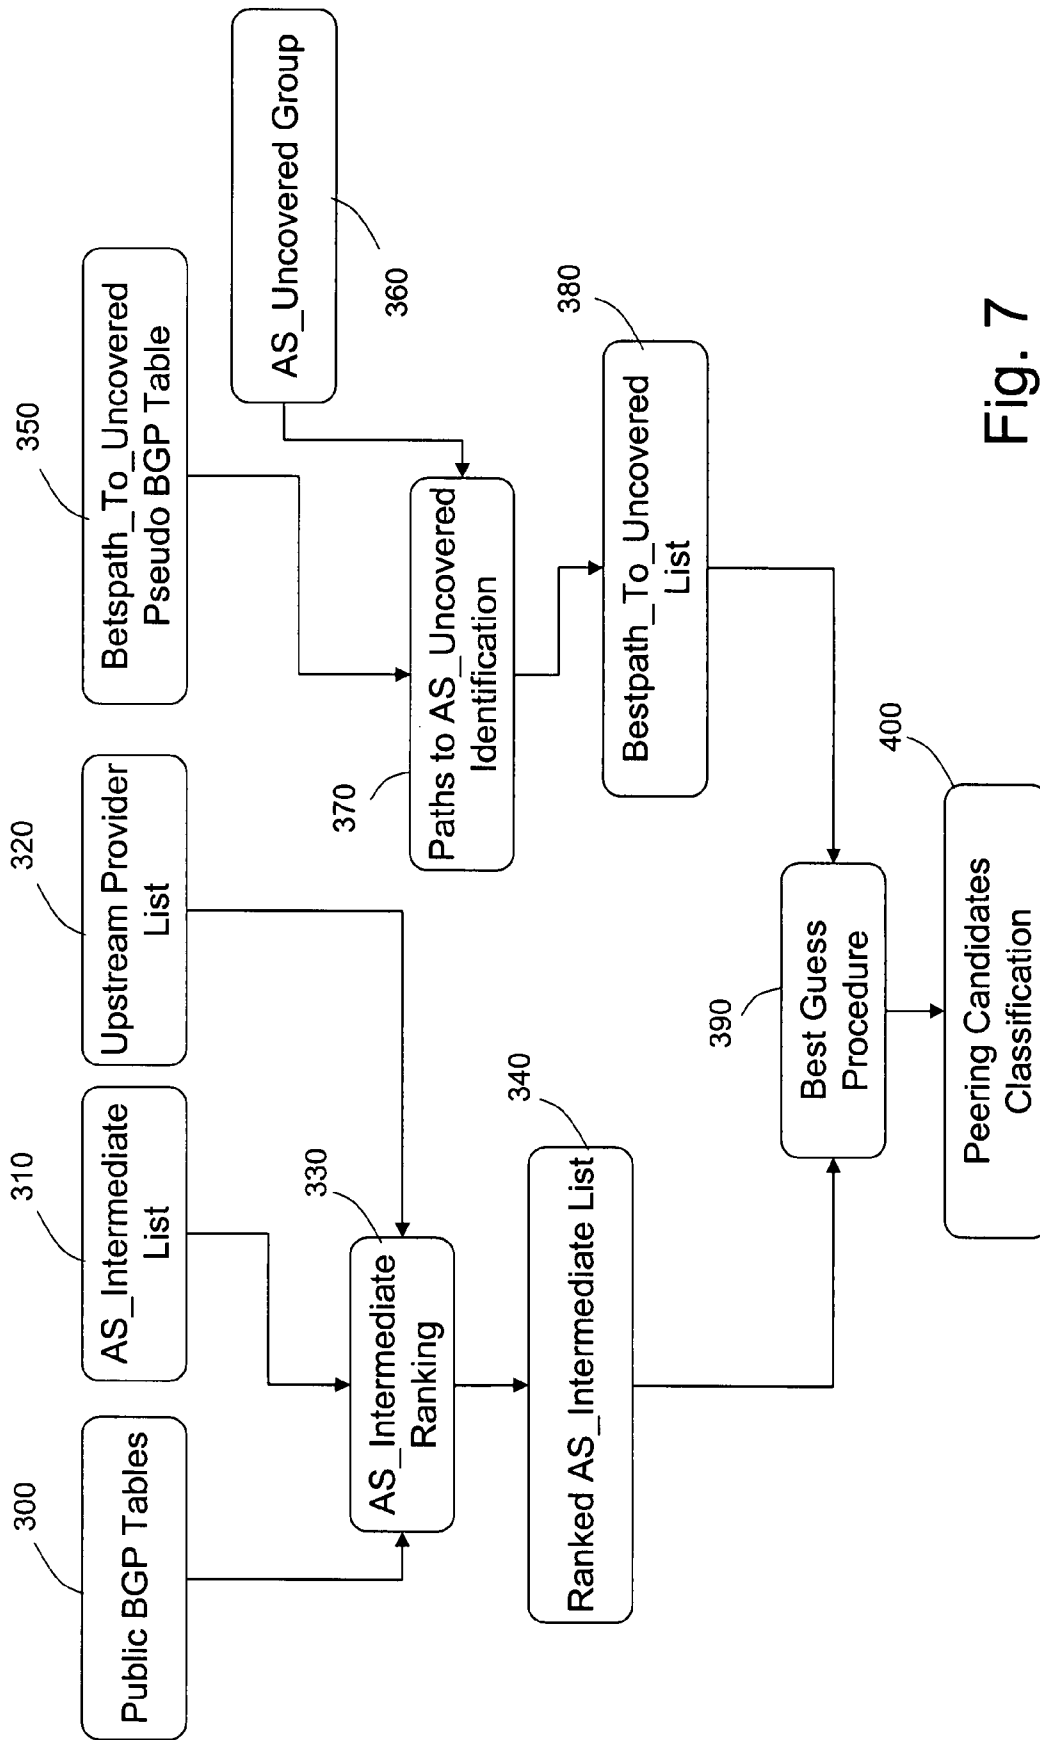 300
Public BGP Tables
310
AS_Intermediate
List
320
Upstream Provider
List
350
Betspath_To_Uncovered
Pseudo BGP Table
AS_Uncovered Group
360
330
AS_Intermediate
Ranking
370
Paths to AS_Uncovered
Identification
340
Ranked AS_Intermediate List
380
Bestpath_To_Uncovered
List
390
Best Guess
Procedure
400
Peering Candidates
Classification
Fig. 7